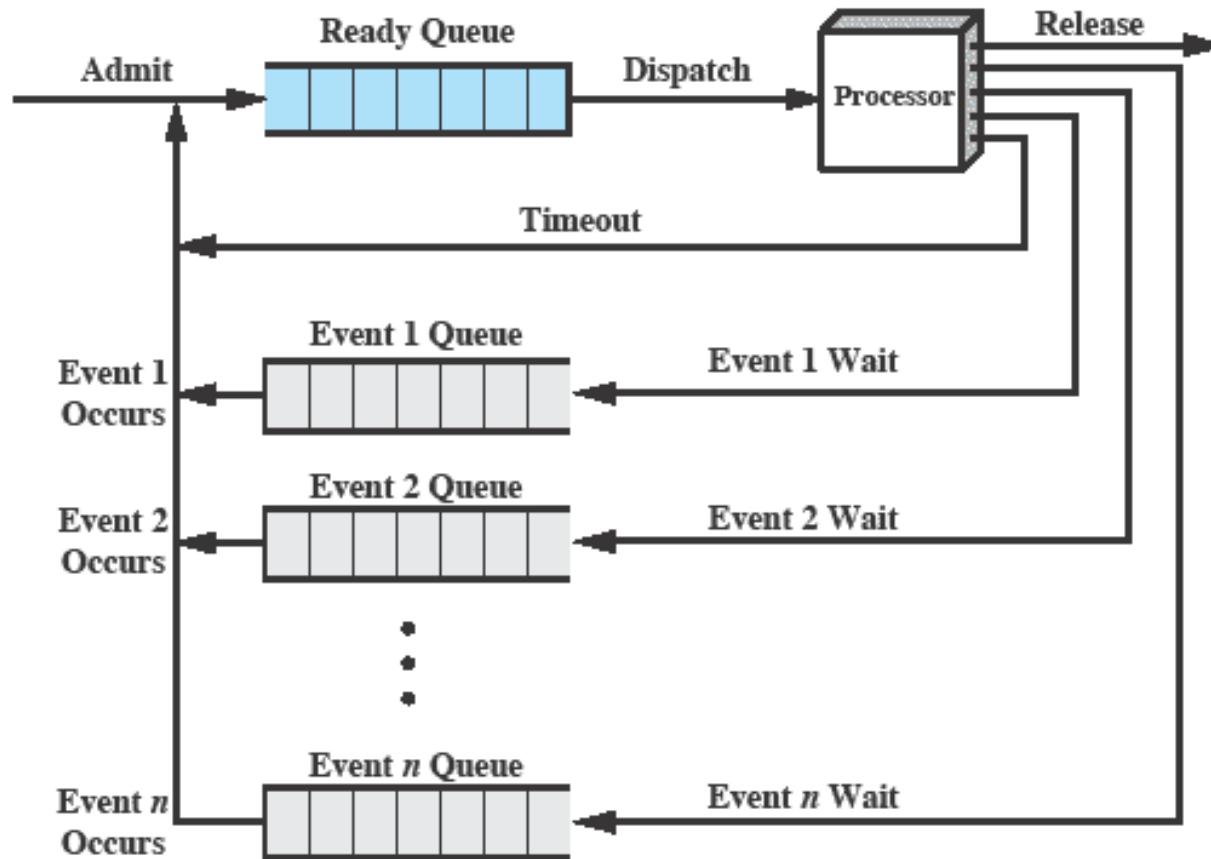 Ready Queue
Release
Admit
Dispatch
Processor
Timeout
Event 1 Queue
Event 1 Wait
Event 1
Occurs
Event 2 Queue
Event 2 Wait
Event 2
Occurs
Event n Queue
Event n Wait
Event n
Occurs